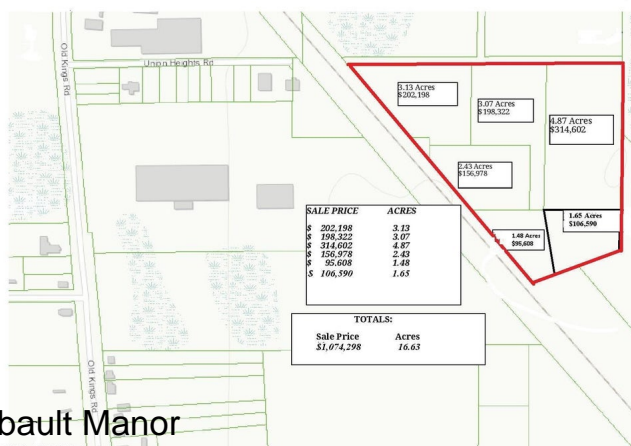 Old Kings Rd
Union Heights Rd
3.13 Acres
$202,198
3.07 Acres
$198,322
4.87 Acres
$314,602
2.43 Acres
$156,978
1.65 Acres
$106,590
1.48 Acres
$95,608
SALE PRICE ACRES
$ 202,198 3.13
$ 198,322 3.07
$ 314,602 4.87
$ 156,978 2.43
$ 95,608 1.48
$ 106,590 1.65
TOTALS:
Sale Price Acres
$1,074,298 16.63
Old Kings Rd
bault Manor